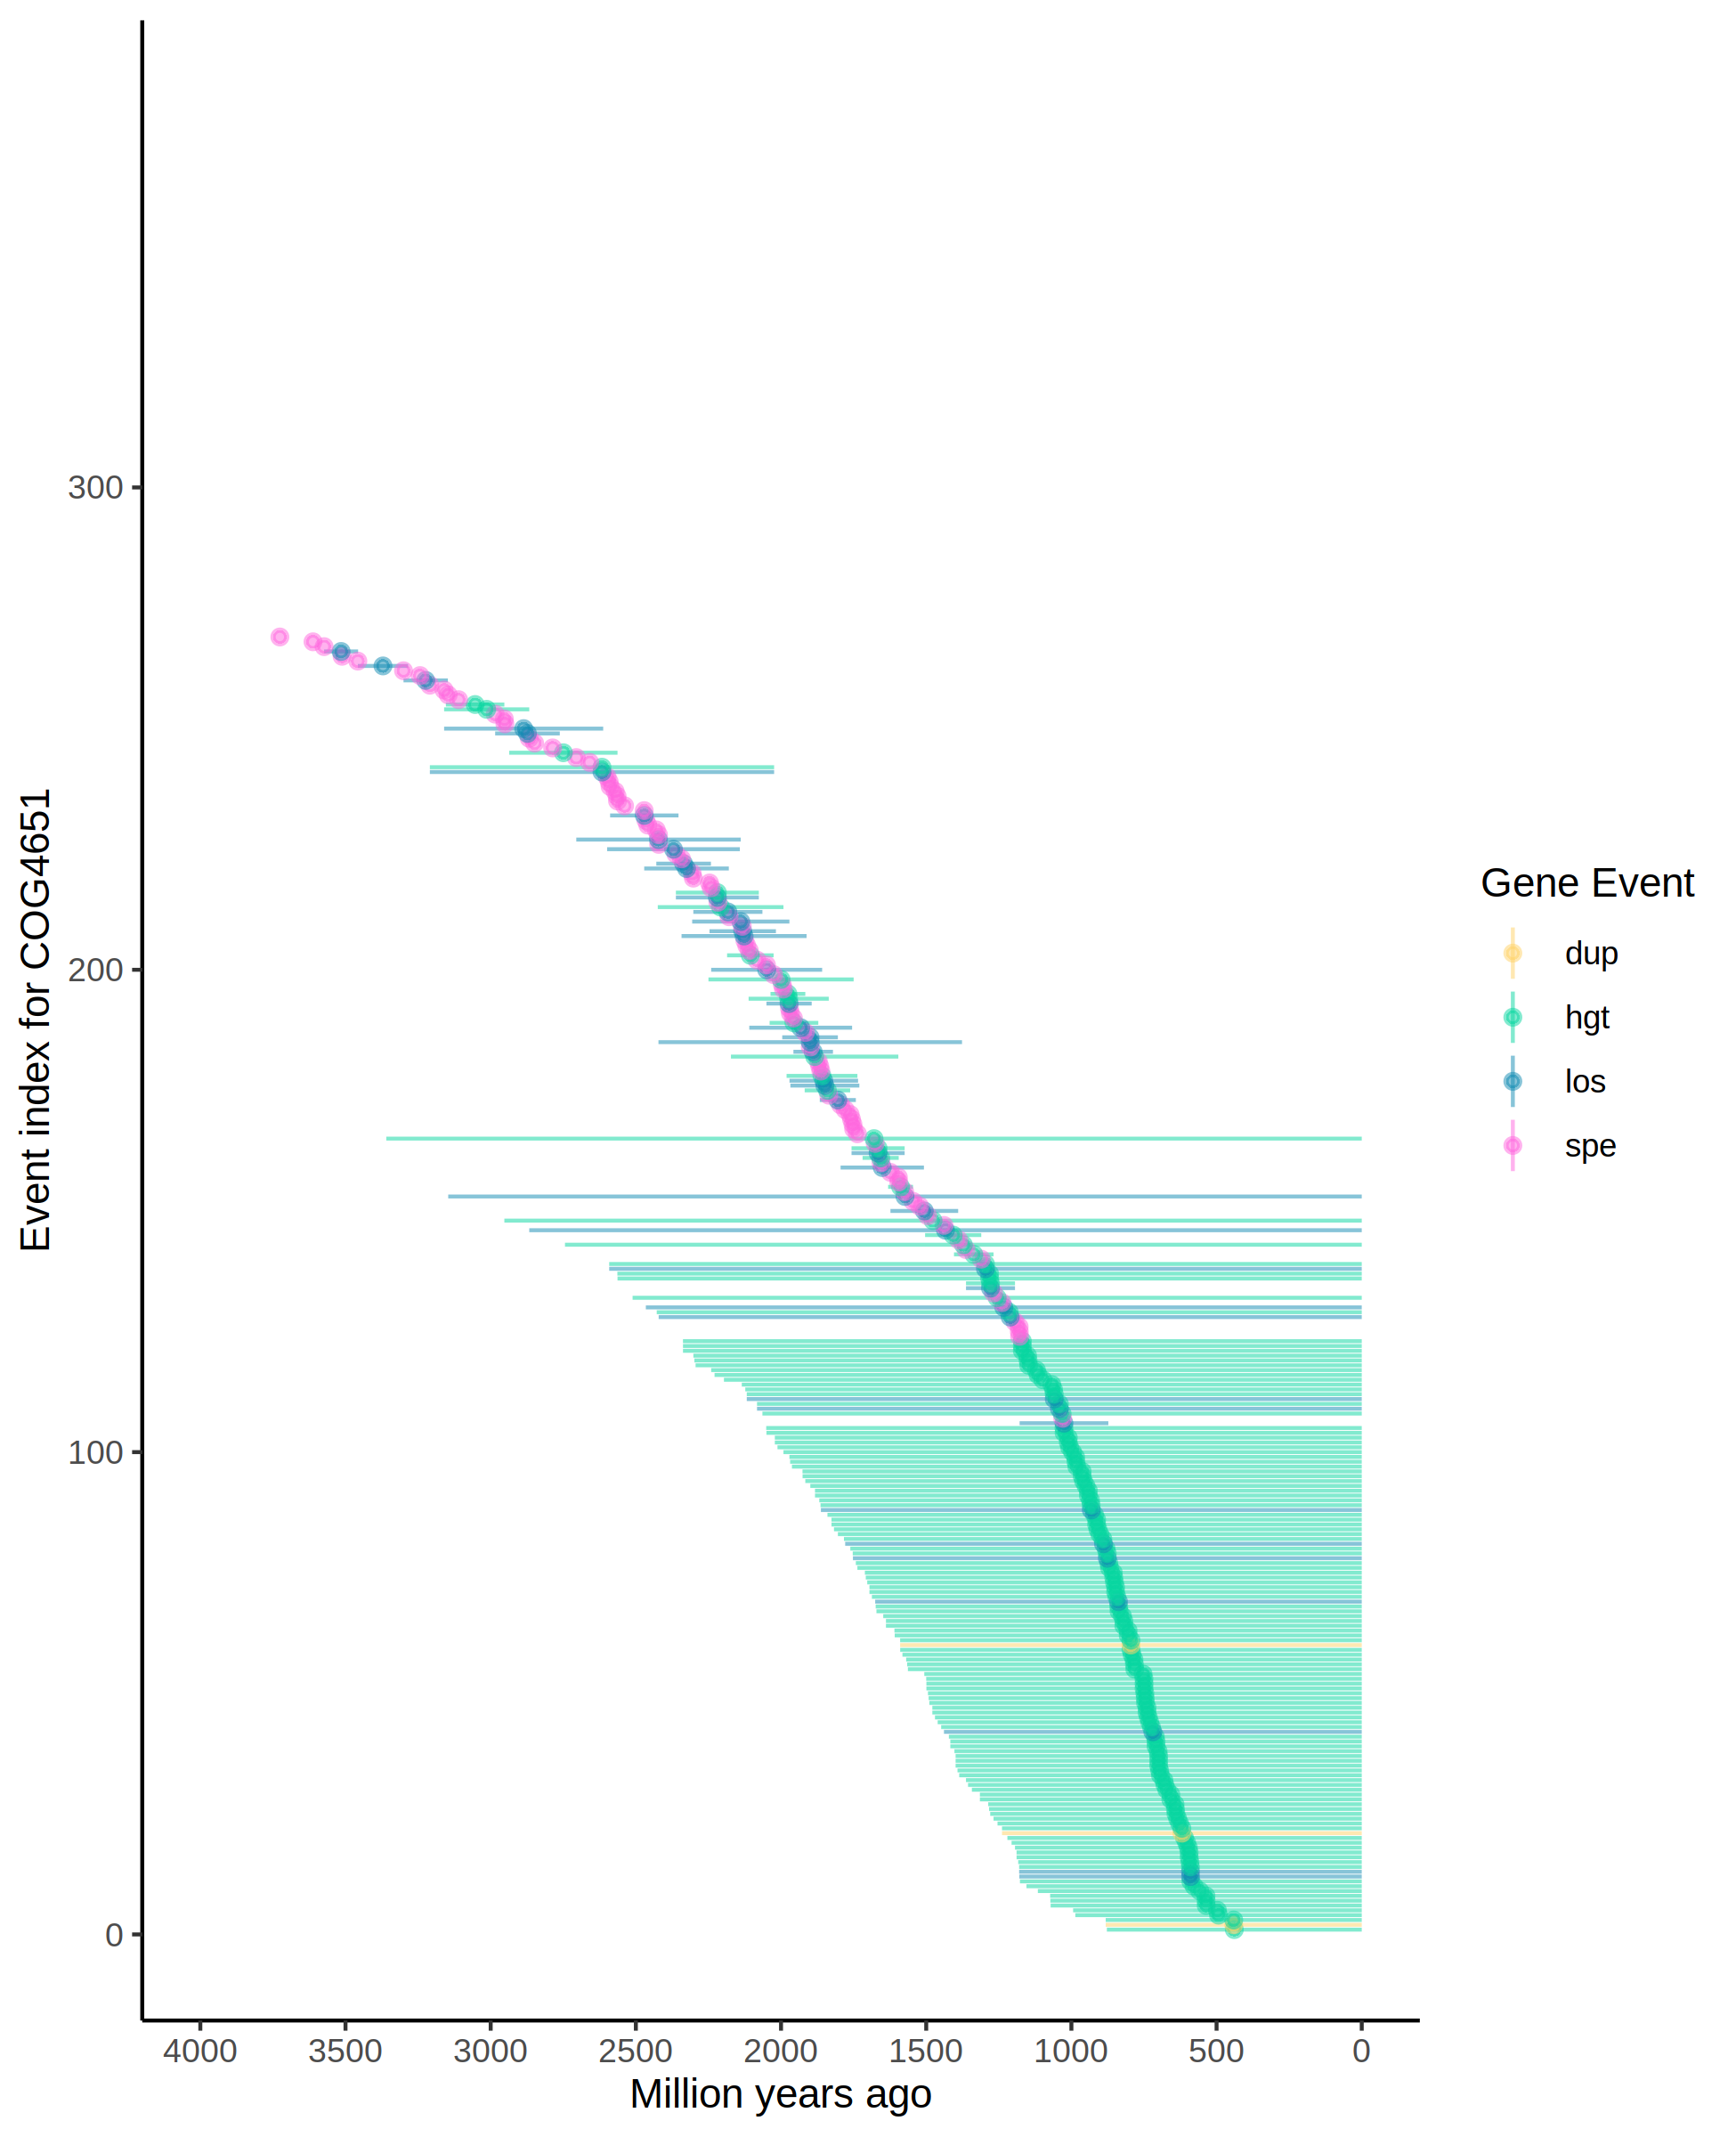 Event index for COG4651
300
200
100
0
4000 3500 3000 2500 2000 1500 1000 500 0
Million years ago
Gene Event
dup
hgt
los
spe